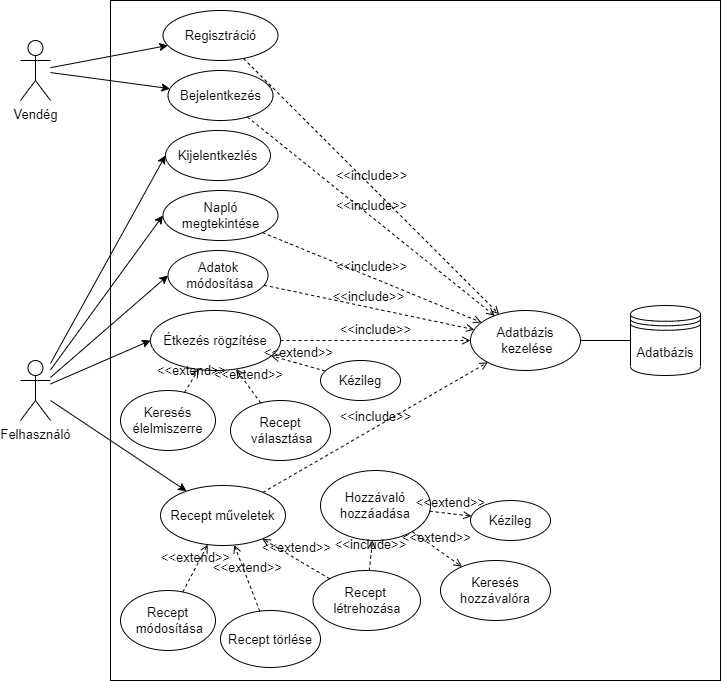 Regisztráció
Vendég
Bejelentkezés
Kijelentkezlés
<<include>>
<<include>>
Napló
megtekintése
<<include>>
Adatok
módosítása
<<include>>
Étkezés rögzítése
<<include>>
Adatbázis
kezelése
Adatbázis
<<extend>>
<<extend>>
<<extend>>
Kézileg
Felhasználó
Keresés
élelmiszerre
Recept
választása
<<include>>
Recept műveletek
Hozzávaló
hozzáadása
<<extend>>
Kézileg
<<extend>>
<<extend>>
<<include>>
<<extend>>
<<extend>>
Keresés
hozzávalóra
Recept
létrehozása
Recept
módosítása
Recept törlése